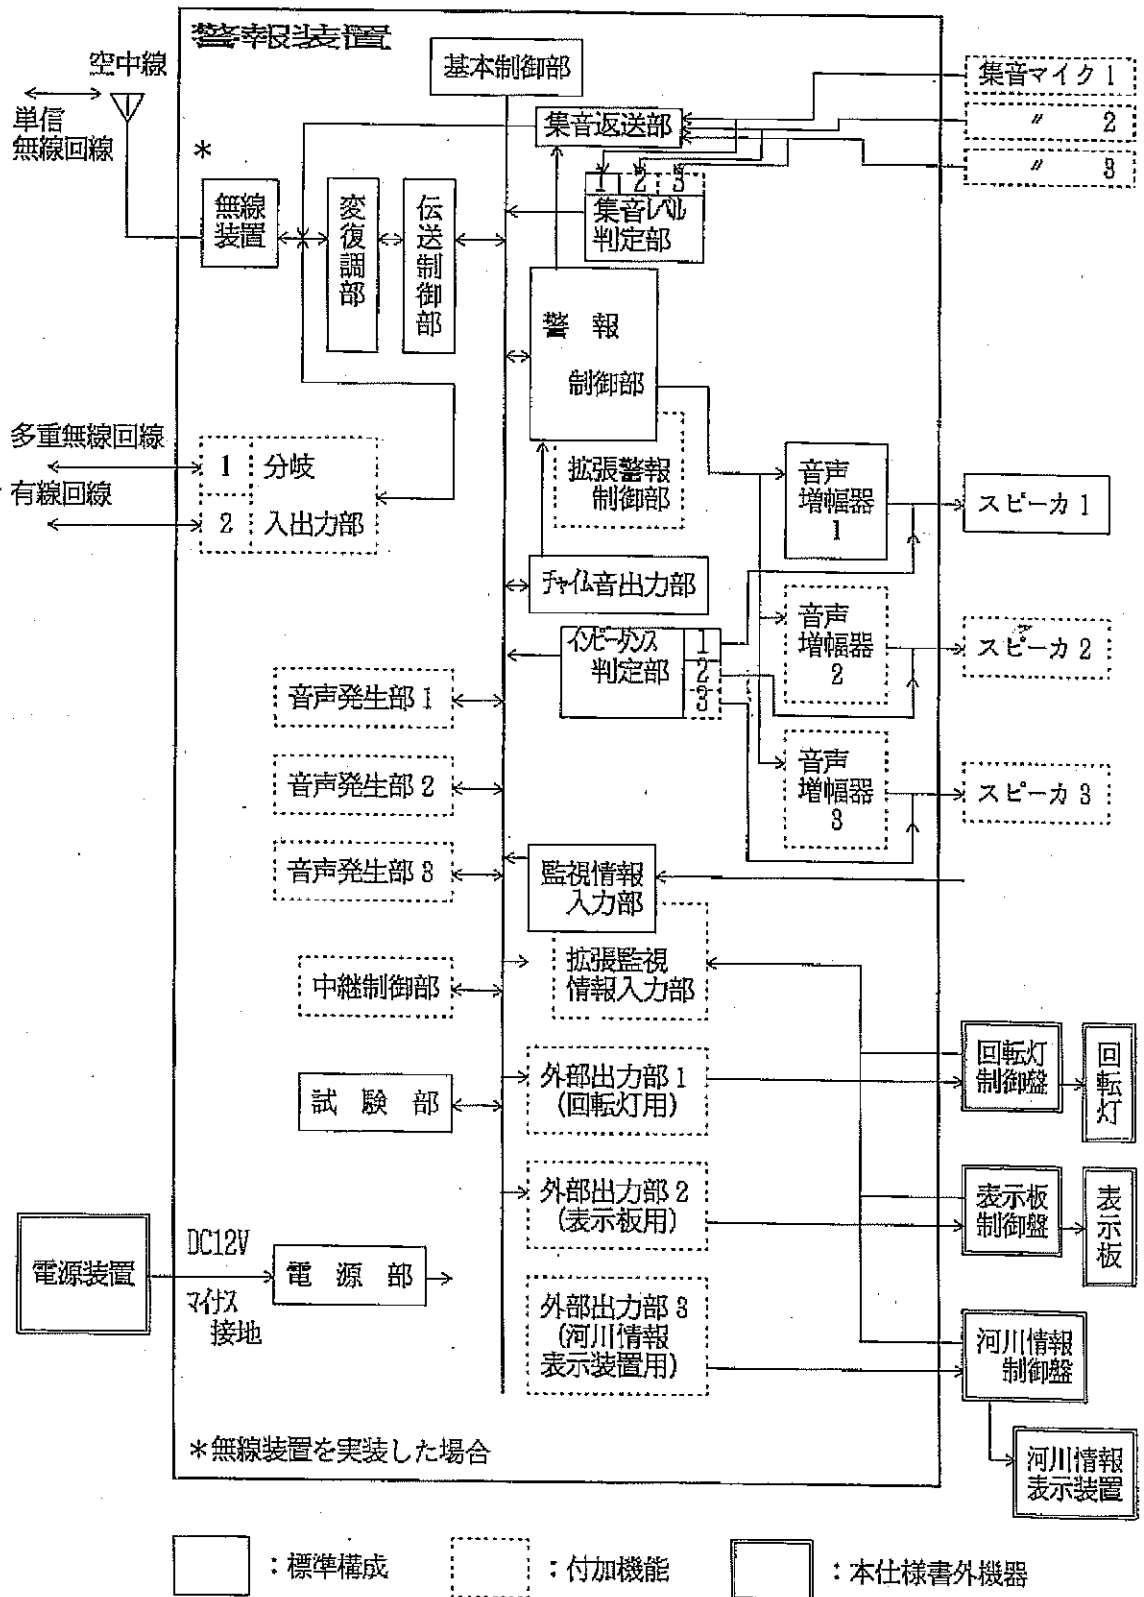 警報装置
基本制御部
空中線
単信
無線回線
*
無線
装置
変復調部
伝送制御部
集音返送部
集音マイク1
〃 2
〃 3
1 2 3
集音レベル
判定部
警 報
制御部
拡張警報
制御部
多重無線回線
有線回線
1 分岐
2 入出力部
音声
増幅器
1
スピーカ1
チャイム音出力部
インピーダンス
判定部
1
2
3
音声
増幅器
2
スピーカ2
音声発生部1
音声発生部2
音声発生部3
音声
増幅器
3
スピーカ3
監視情報
入力部
拡張監視
情報入力部
中継制御部
試 験 部
外部出力部1
(回転灯用)
回転灯
制御盤
回転灯
外部出力部2
(表示板用)
表示板
制御盤
表示板
電源装置
DC12V
マイナス
接地
電 源 部
外部出力部3
(河川情報
表示装置用)
河川情報
制御盤
河川情報
表示装置
*無線装置を実装した場合
:標準構成
:付加機能
:本仕様書外機器